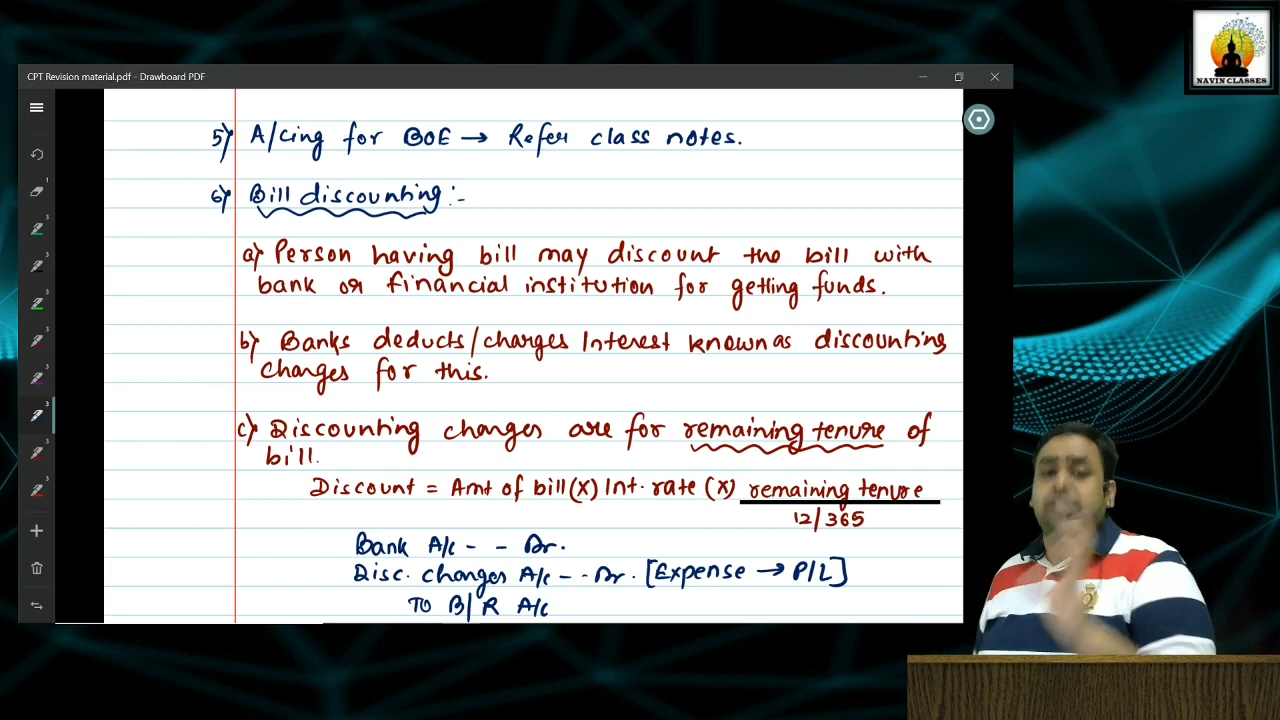 NAVIN CLASSES
CPT Revision material.pdf - Drawboard PDF
5) A/cing for BOE → Refer class notes.
6) Bill discounting :-
a) Person having bill may discount the bill with
bank or financial institution for getting funds.
b) Banks deducts/charges Interest known as discounting
charges for this.
c) Discounting charges are for remaining tenure of
bill.
Discount = Amt of bill (x) Int. rate (x) remaining tenure
12/365
Bank A/c - - Dr.
Disc. charges A/c - - Dr. [Expense → P/L]
To B/R A/c